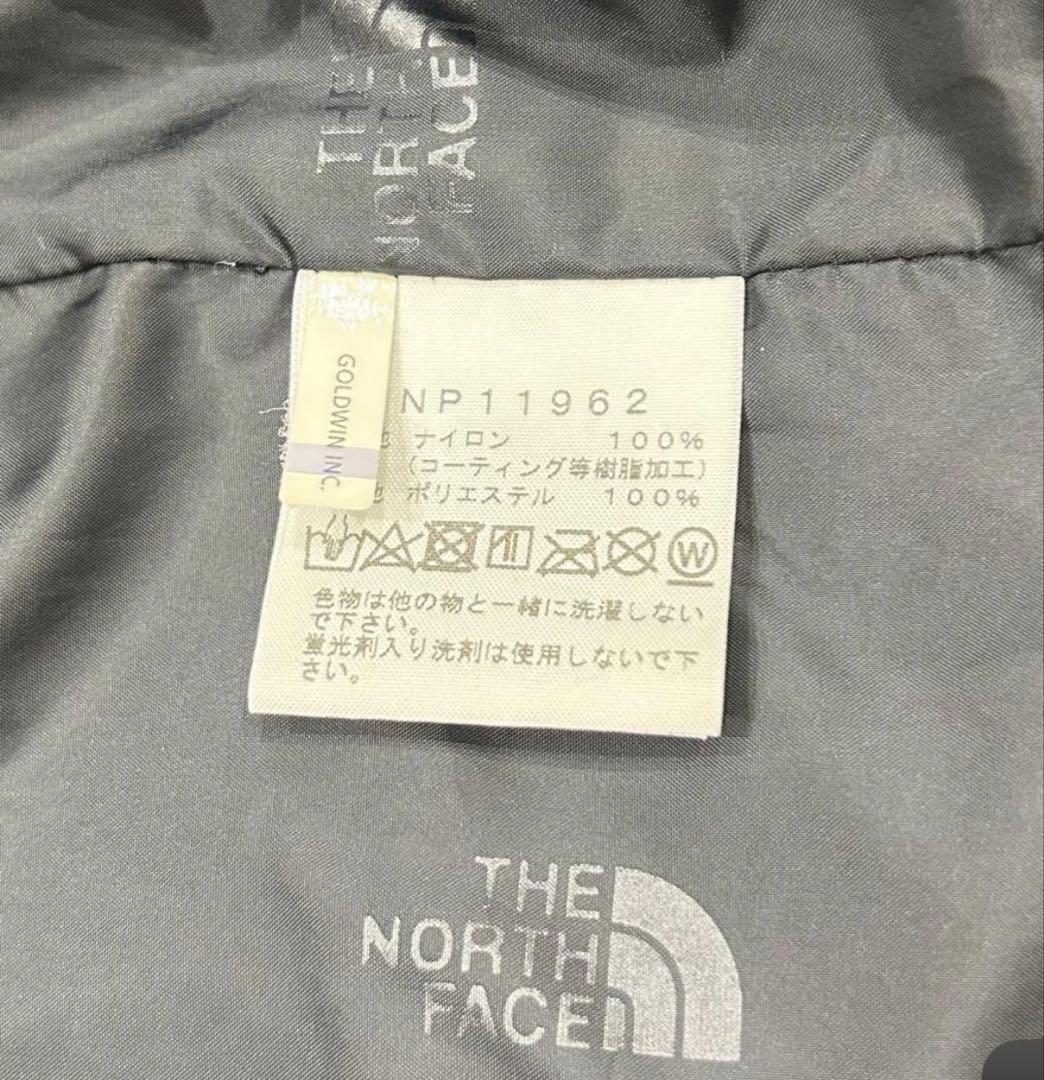 THE
NORTH
FACE
GOLDWIN INC.
NP11962
地 ナイロン 100%
(コーティング等樹脂加工)
地 ポリエステル 100%
W
色物は他の物と一緒に洗濯しない
で下さい。
蛍光剤入り洗剤は使用しないで下
さい。
THE
NORTH
FACE